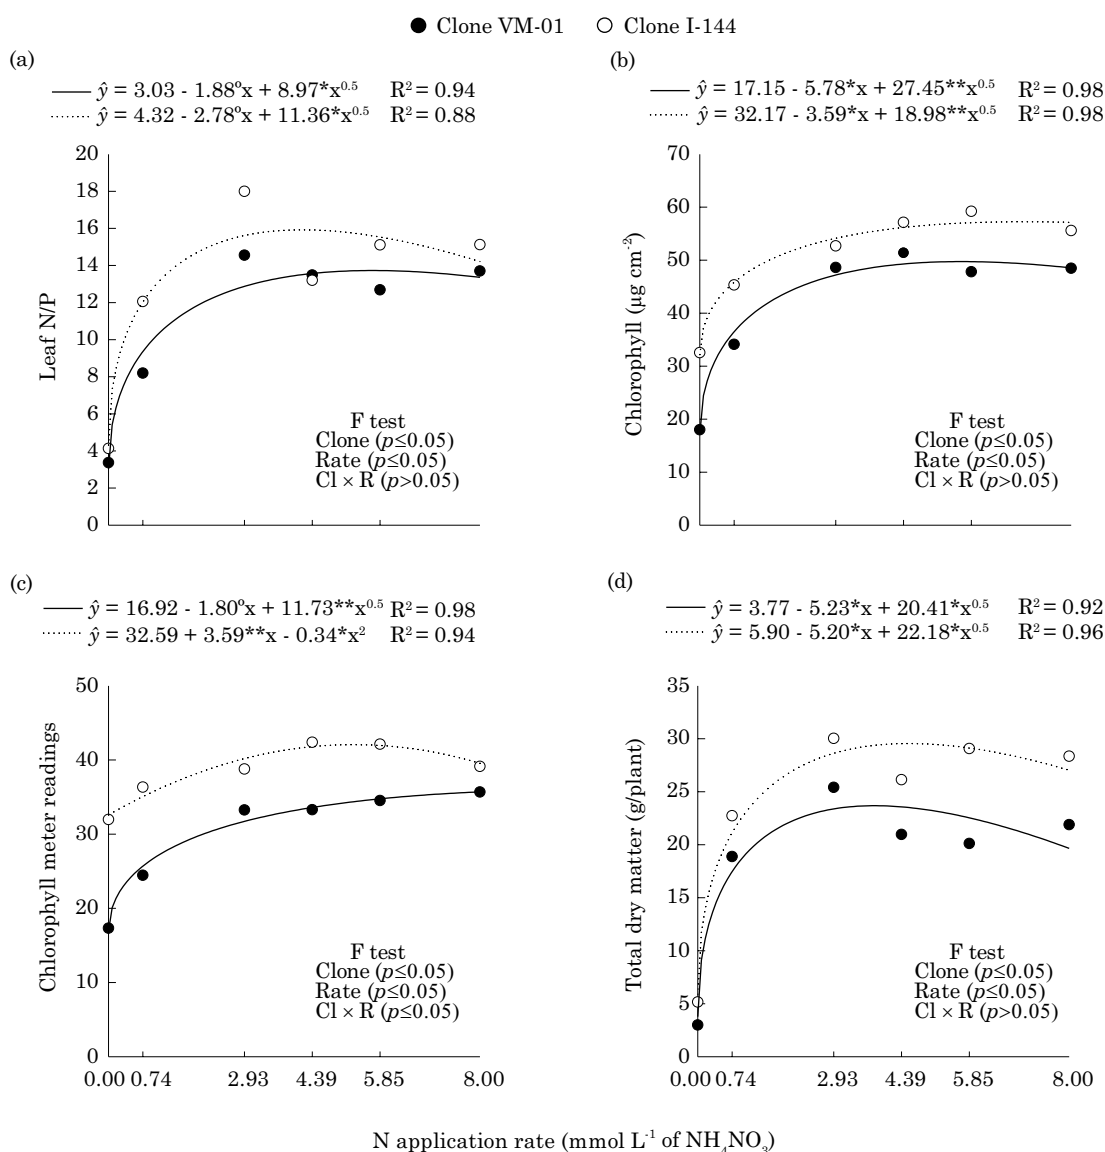 Clone VM-01 Clone I-144
(a)
ŷ = 3.03 - 1.88ºx + 8.97*x^0.5 R² = 0.94
ŷ = 4.32 - 2.78ºx + 11.36*x^0.5 R² = 0.88
20
18
16
14
12
10
8
6
4
2
0
Leaf N/P
F test
Clone (p≤0.05)
Rate (p≤0.05)
Cl × R (p>0.05)
(b)
ŷ = 17.15 - 5.78*x + 27.45**x^0.5 R² = 0.98
ŷ = 32.17 - 3.59*x + 18.98**x^0.5 R² = 0.98
70
60
50
40
30
20
10
0
Chlorophyll (μg cm⁻²)
F test
Clone (p≤0.05)
Rate (p≤0.05)
Cl × R (p>0.05)
(c)
ŷ = 16.92 - 1.80ºx + 11.73**x^0.5 R² = 0.98
ŷ = 32.59 + 3.59**x - 0.34*x² R² = 0.94
50
40
30
20
10
0
Chlorophyll meter readings
F test
Clone (p≤0.05)
Rate (p≤0.05)
Cl × R (p≤0.05)
0.00 0.74 2.93 4.39 5.85 8.00
(d)
ŷ = 3.77 - 5.23*x + 20.41*x^0.5 R² = 0.92
ŷ = 5.90 - 5.20*x + 22.18*x^0.5 R² = 0.96
35
30
25
20
15
10
5
0
Total dry matter (g/plant)
F test
Clone (p≤0.05)
Rate (p≤0.05)
Cl × R (p>0.05)
0.00 0.74 2.93 4.39 5.85 8.00
N application rate (mmol L⁻¹ of NH₄NO₃)